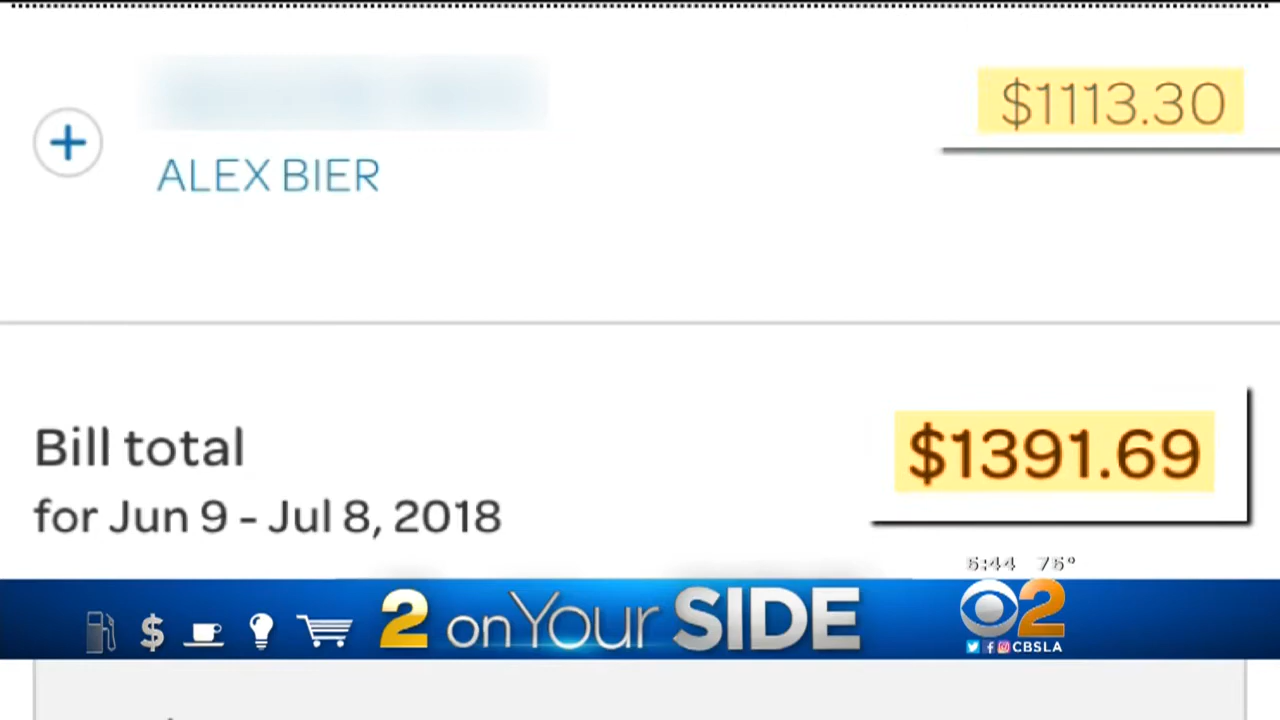 $1113.30
ALEX BIER
Bill total
$1391.69
for Jun 9 - Jul 8, 2018
5:44 75°
2 on Your SIDE
2
CBSLA